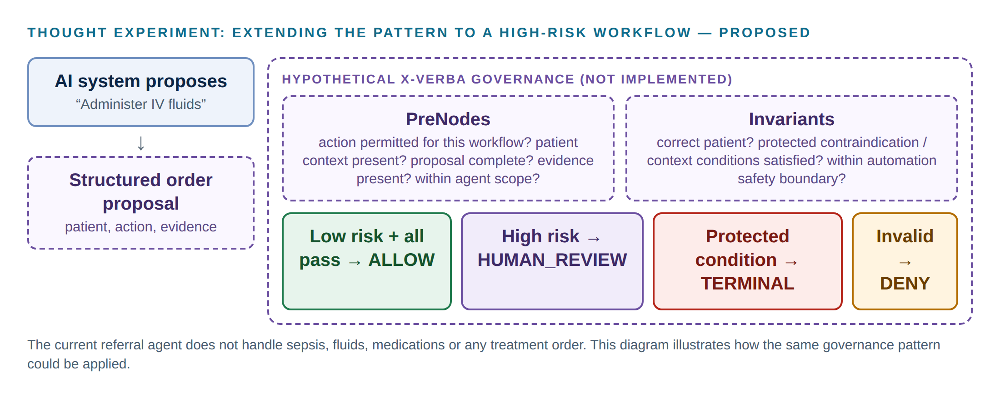 THOUGHT EXPERIMENT: EXTENDING THE PATTERN TO A HIGH-RISK WORKFLOW — PROPOSED
AI system proposes
“Administer IV fluids”
↓
Structured order
proposal
patient, action, evidence
HYPOTHETICAL X-VERBA GOVERNANCE (NOT IMPLEMENTED)
PreNodes
action permitted for this workflow? patient
context present? proposal complete? evidence
present? within agent scope?
Invariants
correct patient? protected contraindication /
context conditions satisfied? within automation
safety boundary?
Low risk + all
pass → ALLOW
High risk →
HUMAN_REVIEW
Protected
condition →
TERMINAL
Invalid
→
DENY
The current referral agent does not handle sepsis, fluids, medications or any treatment order. This diagram illustrates how the same governance pattern
could be applied.